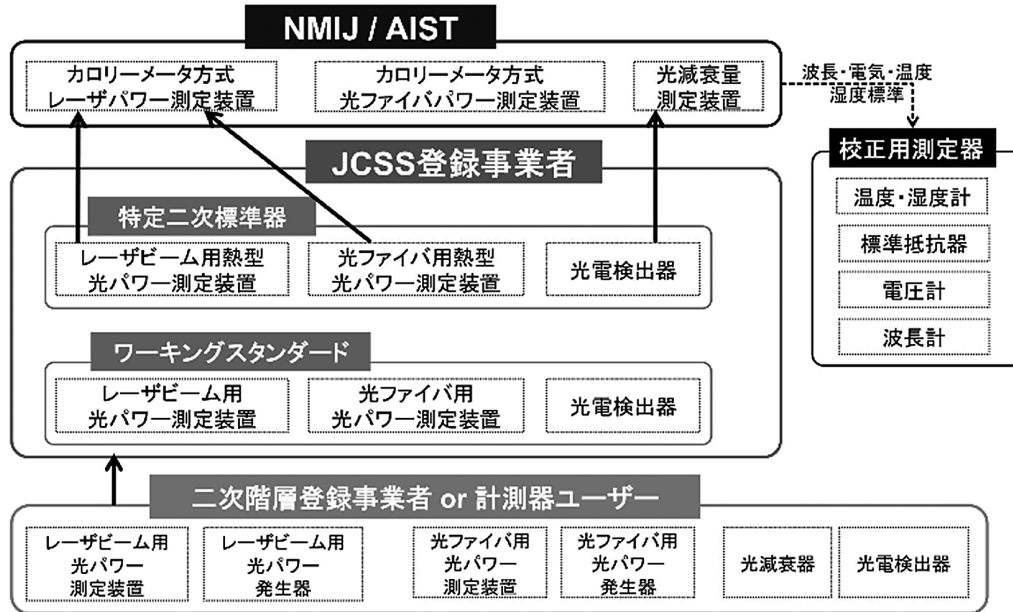 NMIJ / AIST
カロリーメータ方式
レーザパワー測定装置
カロリーメータ方式
光ファイバパワー測定装置
光減衰量
測定装置
波長・電気・温度
湿度標準
校正用測定器
温度・湿度計
標準抵抗器
電圧計
波長計
JCSS登録事業者
特定二次標準器
レーザビーム用熱型
光パワー測定装置
光ファイバ用熱型
光パワー測定装置
光電検出器
ワーキングスタンダード
レーザビーム用
光パワー測定装置
光ファイバ用
光パワー測定装置
光電検出器
二次階層登録事業者 or 計測器ユーザー
レーザビーム用
光パワー
測定装置
レーザビーム用
光パワー
発生器
光ファイバ用
光パワー
測定装置
光ファイバ用
光パワー
発生器
光減衰器
光電検出器